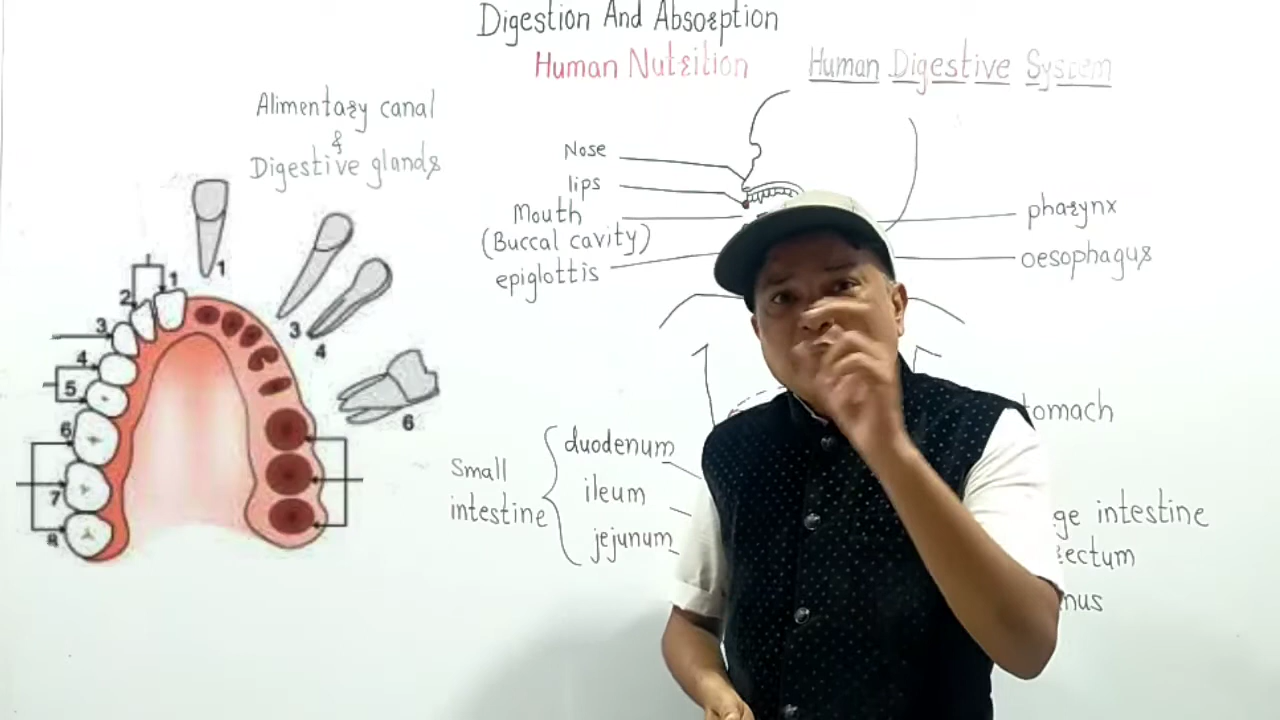 Digestion And Absorption
Human Nutrition
Human Digestive System
Alimentary canal
&
Digestive glands
Nose
lips
Mouth
(Buccal cavity)
epiglottis
pharynx
oesophagus
tomach
Small
intestine
duodenum
ileum
jejunum
ge intestine
rectum
nus
1
2
1
3
3
4
4
5
6
6
7
8